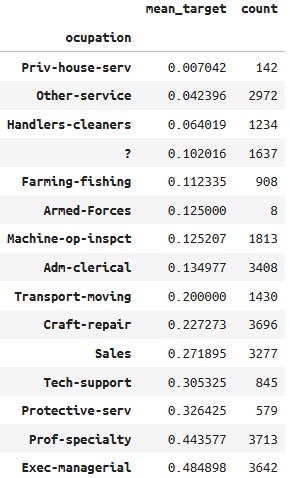 mean_target count
ocupation
Priv-house-serv 0.007042 142
Other-service 0.042396 2972
Handlers-cleaners 0.064019 1234
? 0.102016 1637
Farming-fishing 0.112335 908
Armed-Forces 0.125000 8
Machine-op-inspct 0.125207 1813
Adm-clerical 0.134977 3408
Transport-moving 0.200000 1430
Craft-repair 0.227273 3696
Sales 0.271895 3277
Tech-support 0.305325 845
Protective-serv 0.326425 579
Prof-specialty 0.443577 3713
Exec-managerial 0.484898 3642